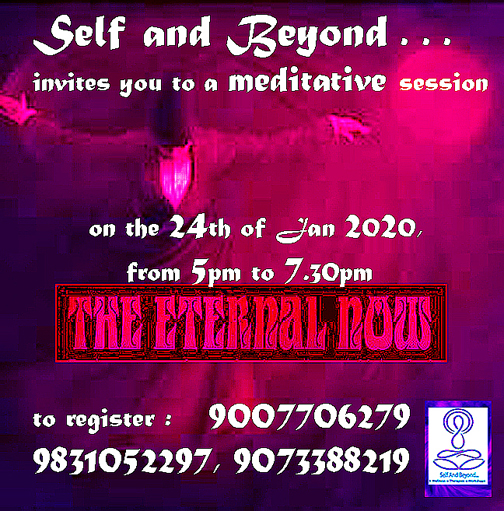 Self and Beyond...
invites you to a meditative session
on the 24th of Jan 2020,
from 5pm to 7.30pm
THE ETERNAL NOW
to register : 9007706279
9831052297, 9073388219
Self And Beyond...